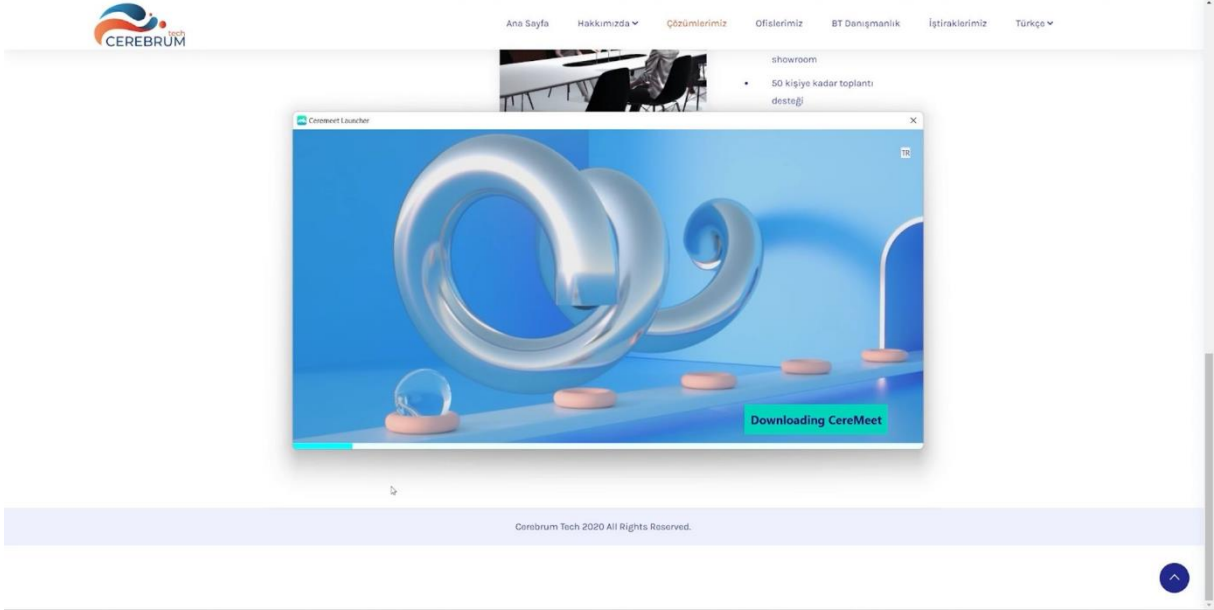 CEREBRUM tech
Ana Sayfa Hakkımızda Çözümlerimiz Ofislerimiz BT Danışmanlık İştiraklerimiz Türkçe
showroom
• 50 kişiye kadar toplantı
desteği
Ceremeet Launcher
TR
Downloading CereMeet
Cerebrum Tech 2020 All Rights Reserved.